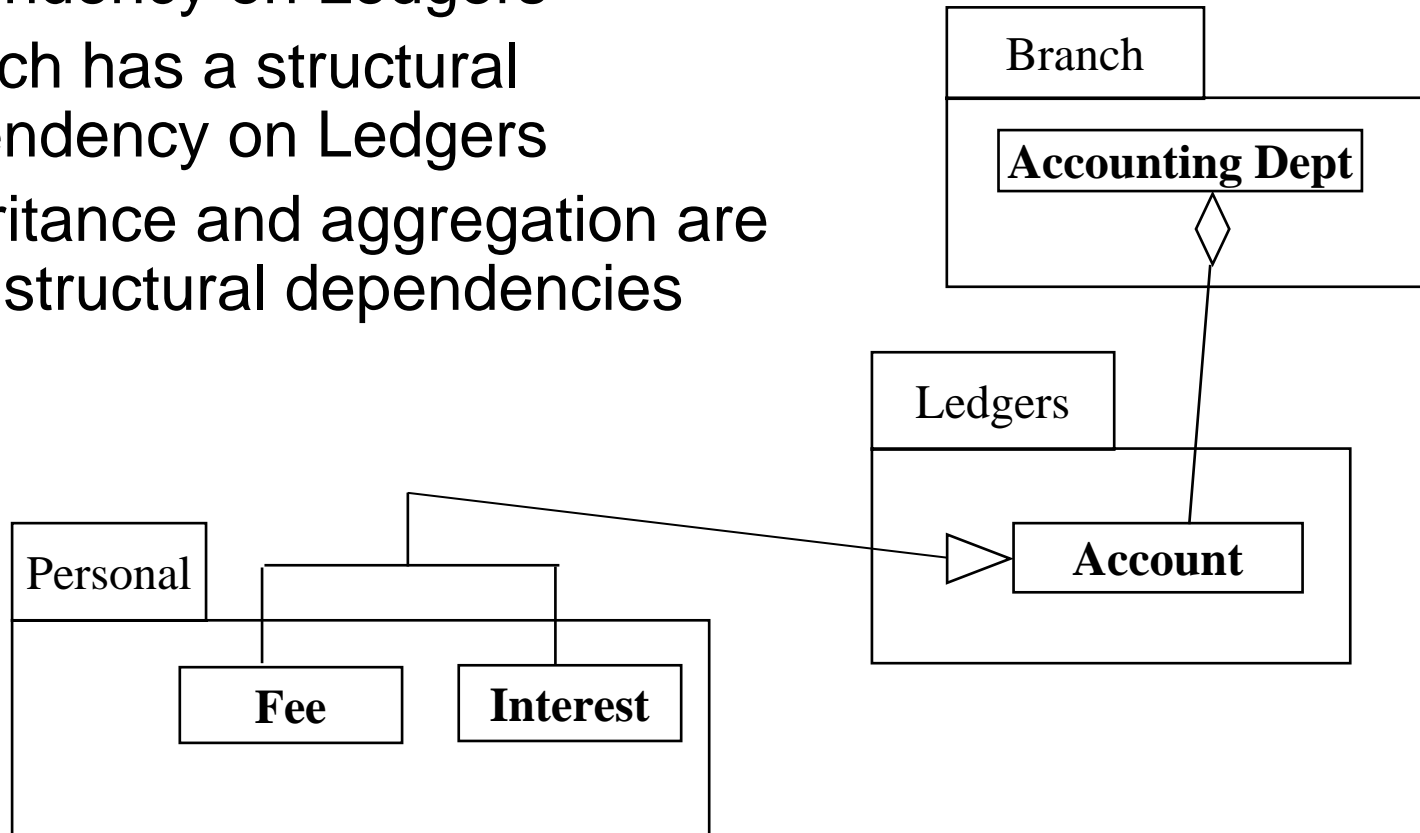 ndency on Ledgers
ch has a structural
endency on Ledgers
ritance and aggregation are
structural dependencies
Branch
Accounting Dept
Ledgers
Account
Personal
Fee
Interest